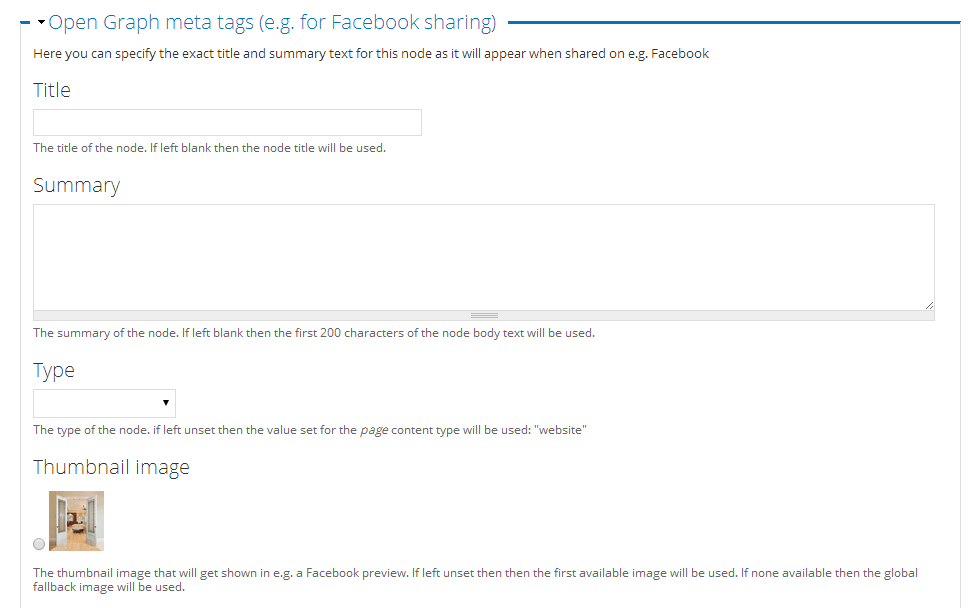 Open Graph meta tags (e.g. for Facebook sharing)
Here you can specify the exact title and summary text for this node as it will appear when shared on e.g. Facebook
Title
The title of the node. If left blank then the node title will be used.
Summary
The summary of the node. If left blank then the first 200 characters of the node body text will be used.
Type
The type of the node. if left unset then the value set for the page content type will be used: "website"
Thumbnail image
The thumbnail image that will get shown in e.g. a Facebook preview. If left unset then then the first available image will be used. If none available then the global
fallback image will be used.